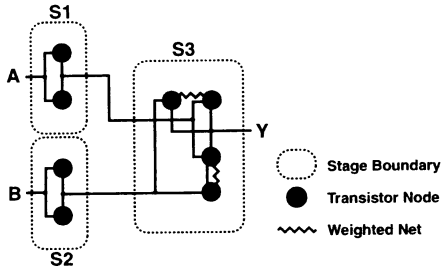 S1
A
S3
Y
B
S2
Stage Boundary
Transistor Node
Weighted Net